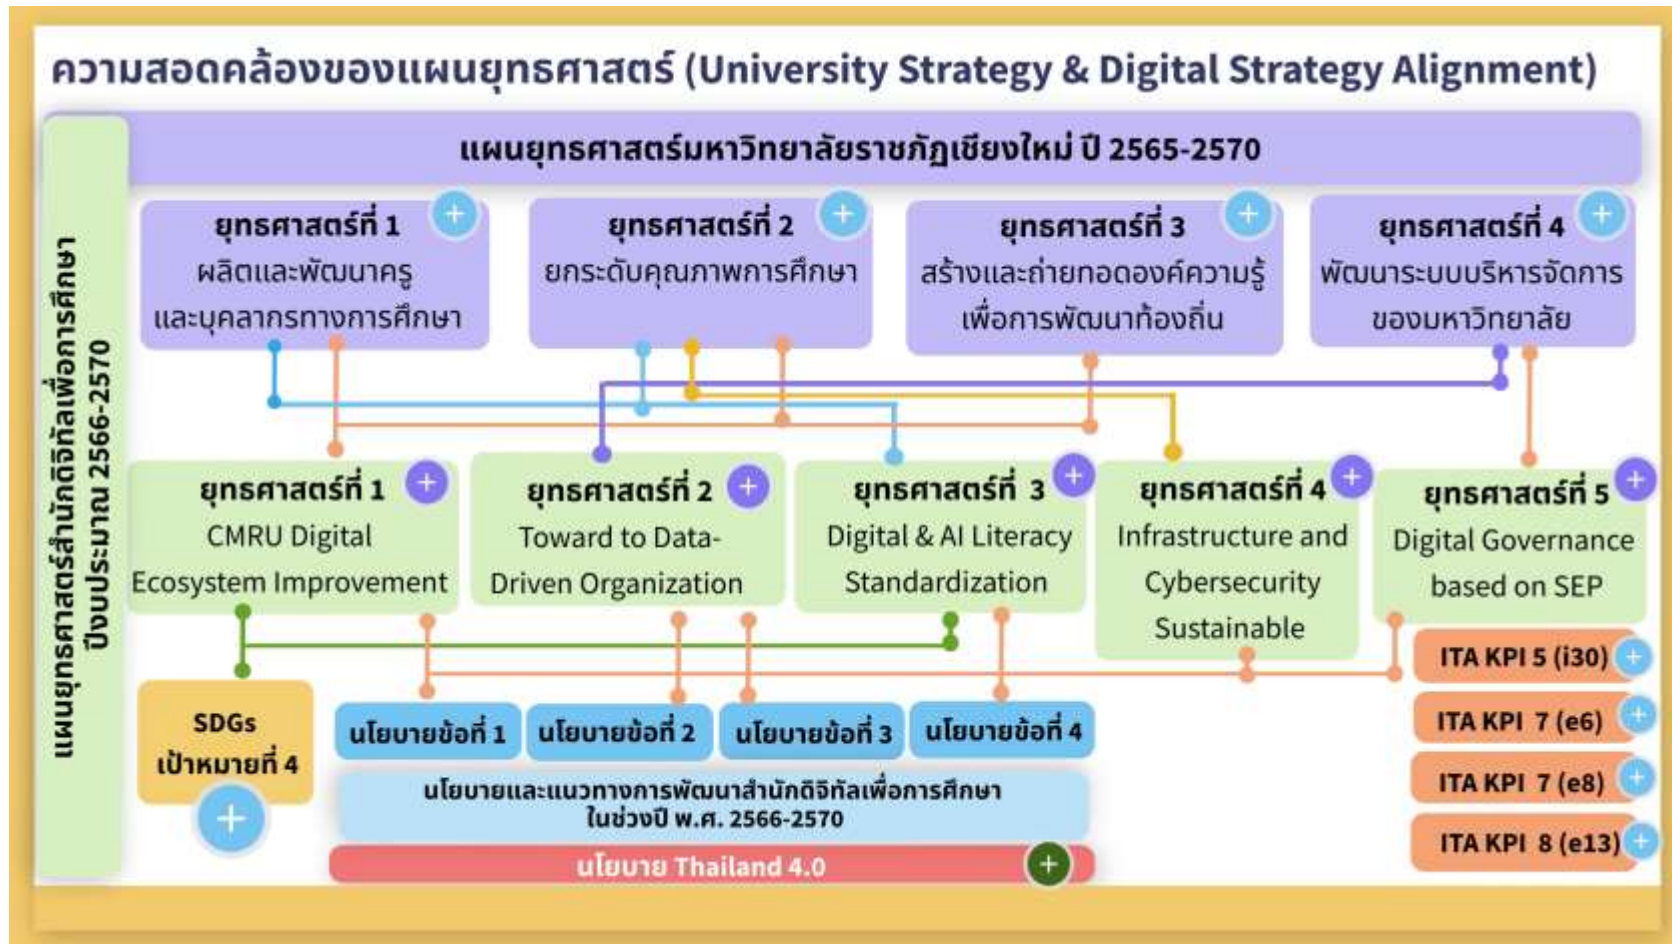 ความสอดคล้องของแผนยุทธศาสตร์ (University Strategy & Digital Strategy Alignment)
แผนยุทธศาสตร์สำนักดิจิทัลเพื่อการศึกษา
ปีงบประมาณ 2566-2570
แผนยุทธศาสตร์มหาวิทยาลัยราชภัฏเชียงใหม่ ปี 2565-2570
ยุทธศาสตร์ที่ 1
ผลิตและพัฒนาครู
และบุคลากรทางการศึกษา
ยุทธศาสตร์ที่ 2
ยกระดับคุณภาพการศึกษา
ยุทธศาสตร์ที่ 3
สร้างและถ่ายทอดองค์ความรู้
เพื่อการพัฒนาท้องถิ่น
ยุทธศาสตร์ที่ 4
พัฒนาระบบบริหารจัดการ
ของมหาวิทยาลัย
ยุทธศาสตร์ที่ 1
CMRU Digital
Ecosystem Improvement
ยุทธศาสตร์ที่ 2
Toward to Data-
Driven Organization
ยุทธศาสตร์ที่ 3
Digital & AI Literacy
Standardization
ยุทธศาสตร์ที่ 4
Infrastructure and
Cybersecurity
Sustainable
ยุทธศาสตร์ที่ 5
Digital Governance
based on SEP
SDGs
เป้าหมายที่ 4
นโยบายข้อที่ 1
นโยบายข้อที่ 2
นโยบายข้อที่ 3
นโยบายข้อที่ 4
นโยบายและแนวทางการพัฒนาสำนักดิจิทัลเพื่อการศึกษา
ในช่วงปี พ.ศ. 2566-2570
นโยบาย Thailand 4.0
ITA KPI 5 (i30)
ITA KPI 7 (e6)
ITA KPI 7 (e8)
ITA KPI 8 (e13)